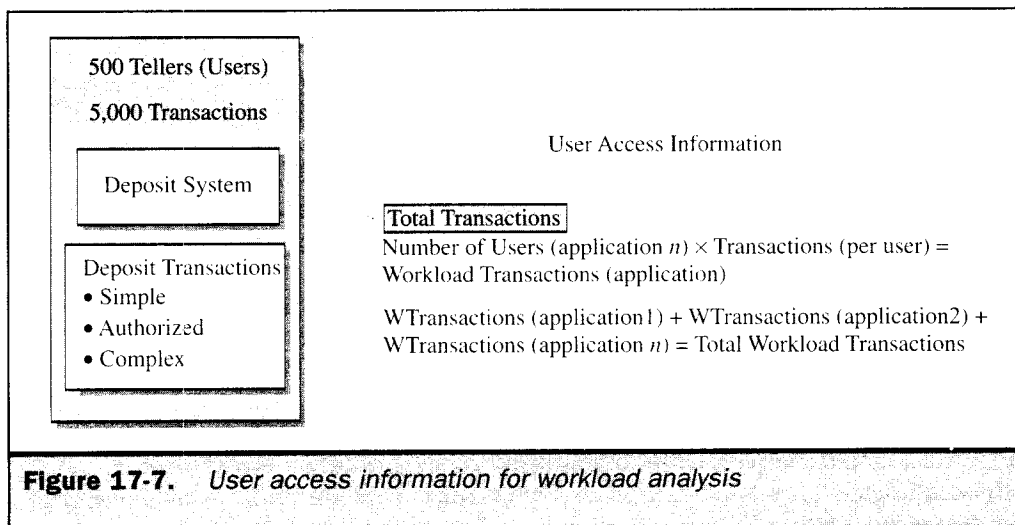 500 Tellers (Users)
5,000 Transactions
Deposit System
Deposit Transactions
• Simple
• Authorized
• Complex
User Access Information
Total Transactions
Number of Users (application n) × Transactions (per user) =
Workload Transactions (application)
WTransactions (application1) + WTransactions (application2) +
WTransactions (application n) = Total Workload Transactions
Figure 17-7. User access information for workload analysis